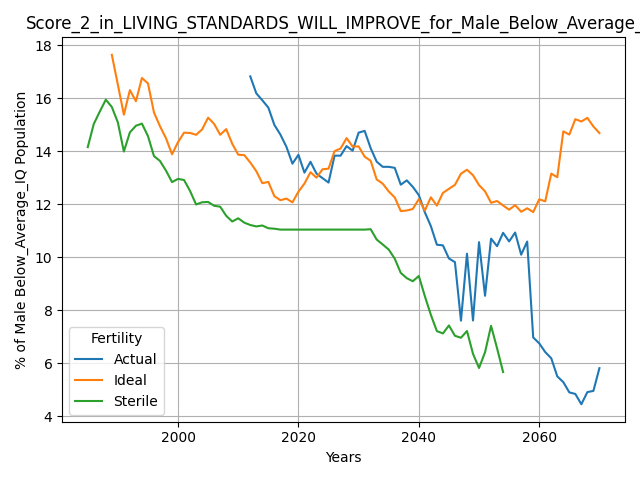 Score_2_in_LIVING_STANDARDS_WILL_IMPROVE_for_Male_Below_Average_
% of Male Below_Average_IQ Population
18
16
14
12
10
8
6
4
Fertility
Actual
Ideal
Sterile
2000 2020 2040 2060
Years